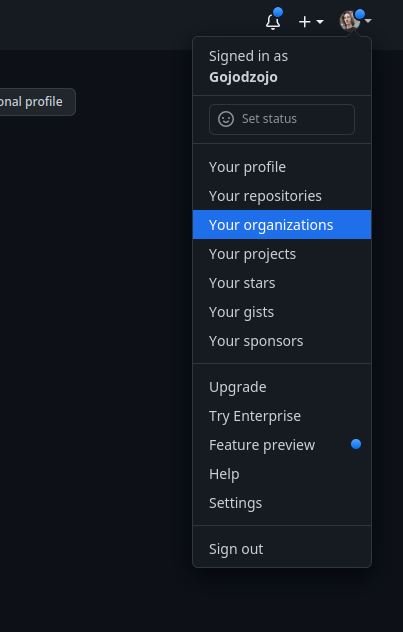 Signed in as
Gojodzojo
onal profile
Set status
Your profile
Your repositories
Your organizations
Your projects
Your stars
Your gists
Your sponsors
Upgrade
Try Enterprise
Feature preview
Help
Settings
Sign out